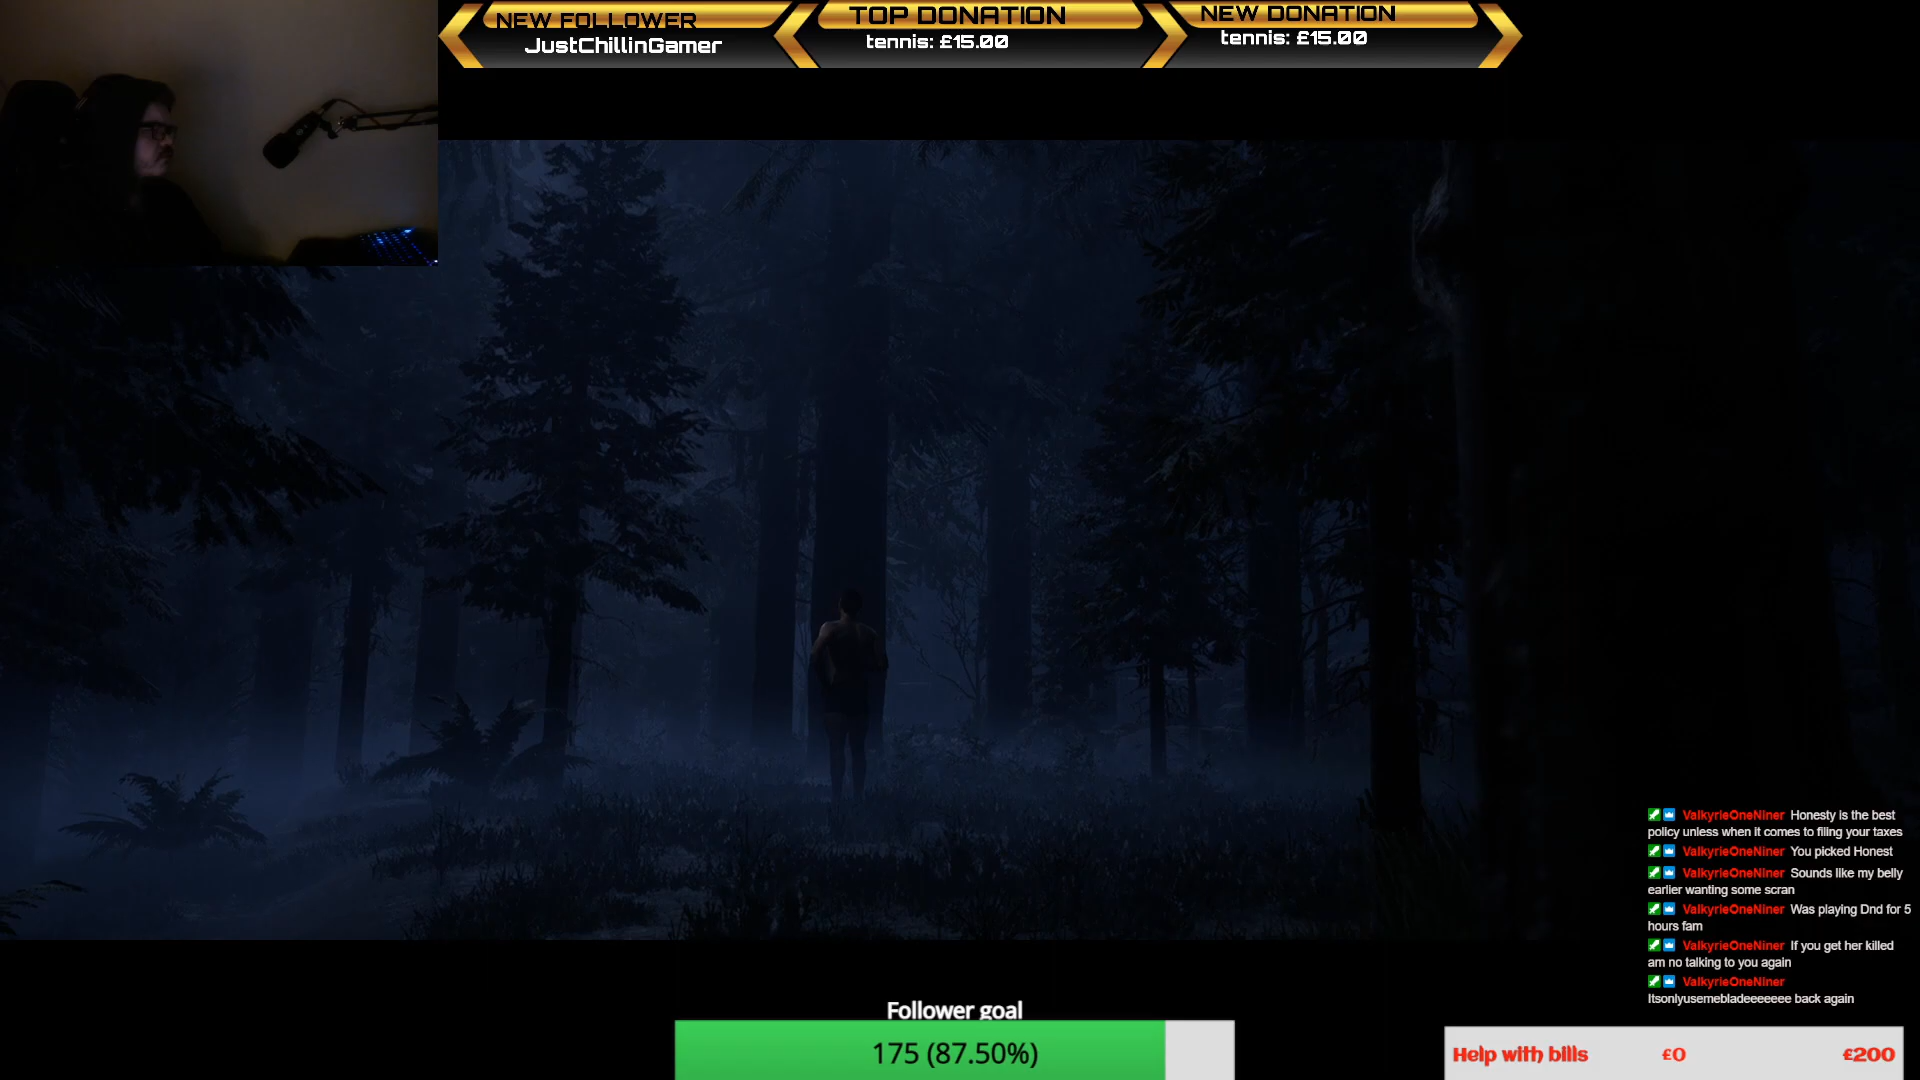 NEW FOLLOWER
JustChillinGamer
TOP DONATION
tennis: £15.00
NEW DONATION
tennis: £15.00
ValkyrieOneNiner Honesty is the best
policy unless when it comes to filing your taxes
ValkyrieOneNiner You picked Honest
ValkyrieOneNiner Sounds like my belly
earlier wanting some scran
ValkyrieOneNiner Was playing Dnd for 5
hours fam
ValkyrieOneNiner If you get her killed
am no talking to you again
ValkyrieOneNiner
Itsonlyusemebladeeeeeee back again
Follower goal
175 (87.50%)
Help with bills £0 £200